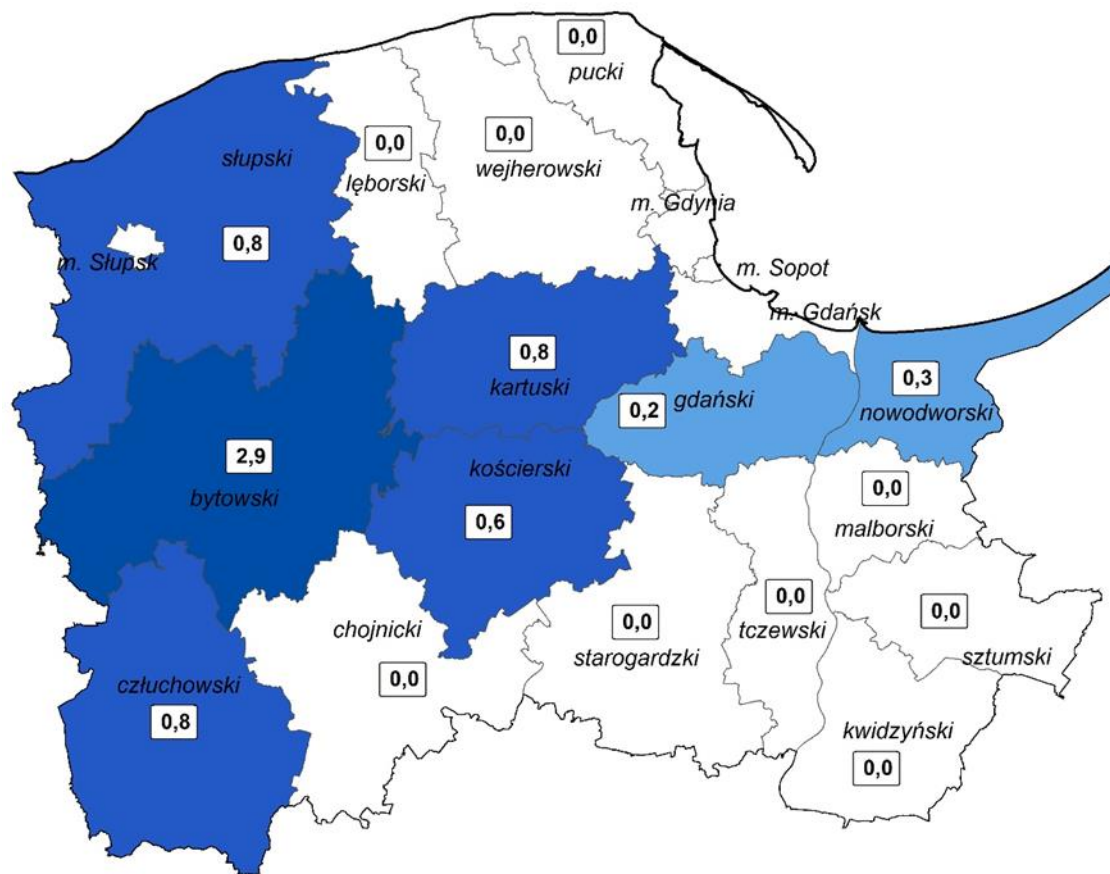 0,0
pucki
0,0
wejherowski
0,0
lęborski
słupski
0,8
m. Słupsk
m. Gdynia
m. Sopot
m. Gdańsk
0,8
kartuski
0,2
gdański
0,3
nowodworski
2,9
bytowski
kościerski
0,6
0,0
malborski
chojnicki
0,0
0,0
starogardzki
0,0
tczewski
0,0
sztumski
człuchowski
0,8
kwidzyński
0,0